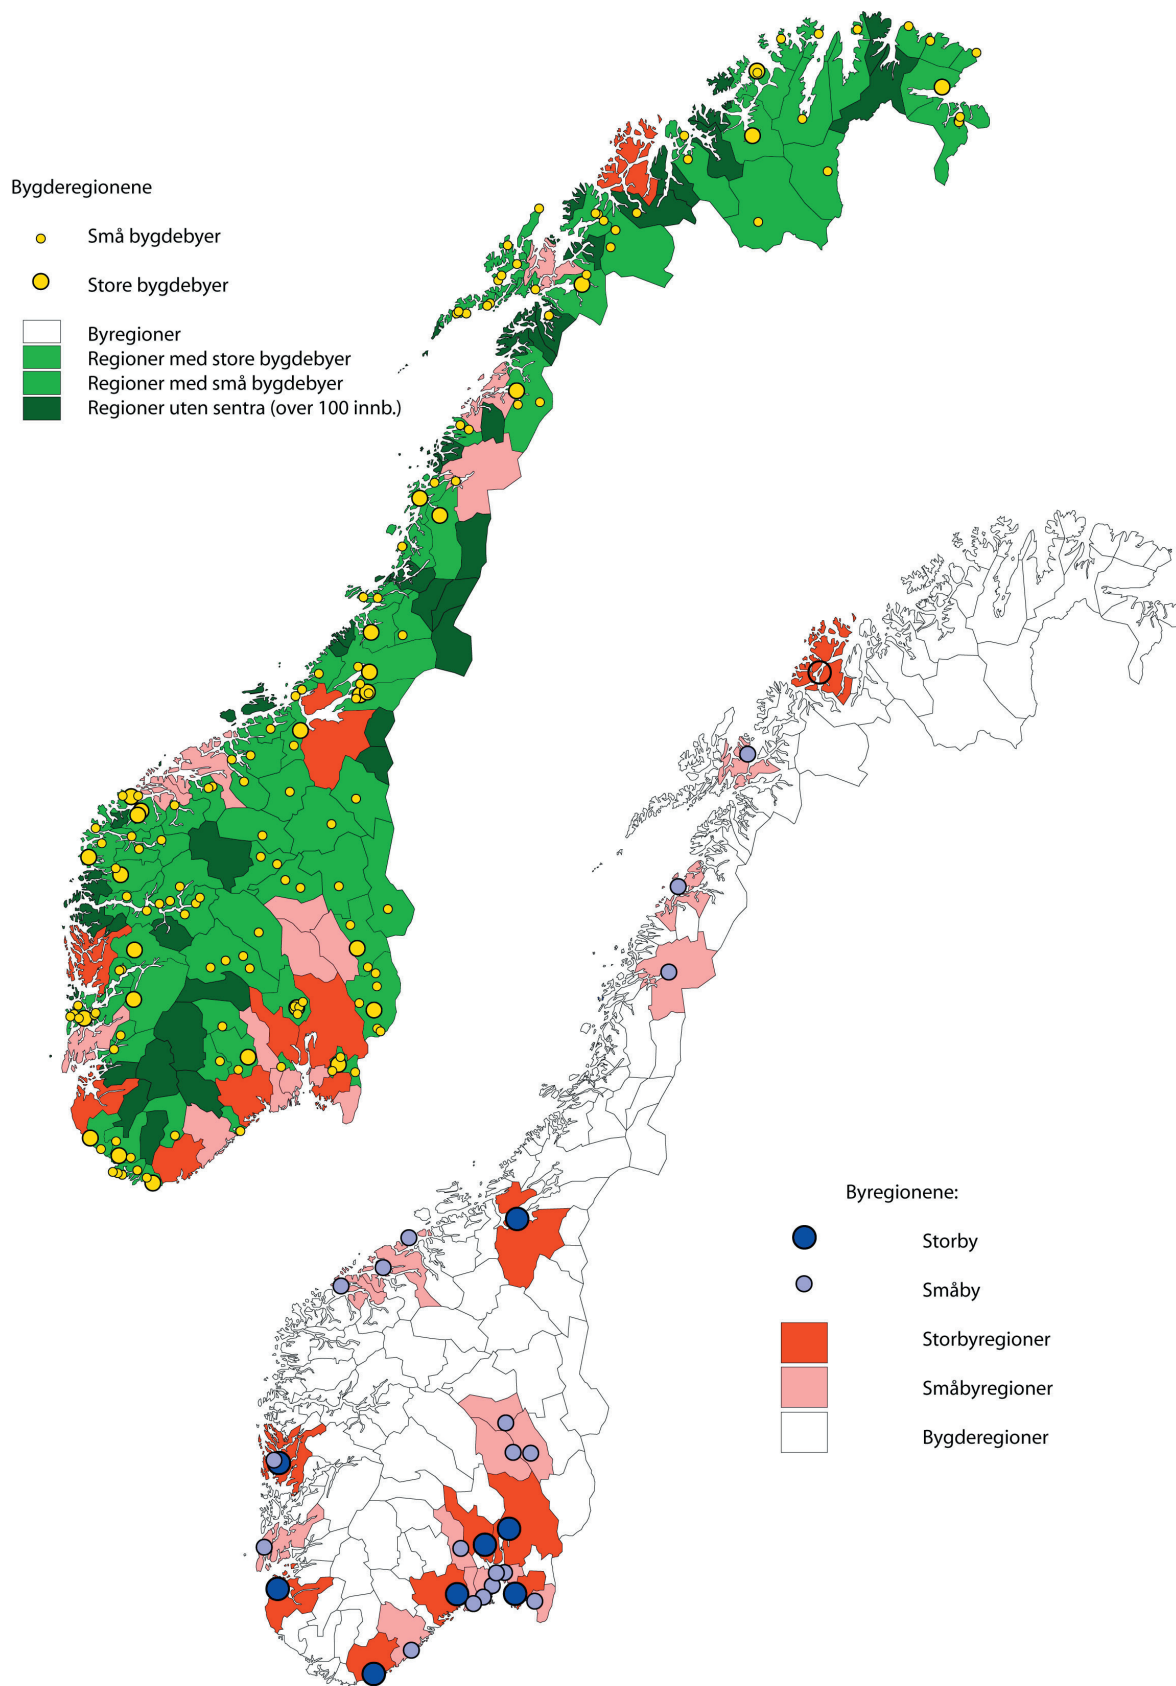 Bygderegionene
Små bygdebyer
Store bygdebyer
Byregioner
Regioner med store bygdebyer
Regioner med små bygdebyer
Regioner uten sentra (over 100 innb.)
Byregionene:
Storby
Småby
Storbyregioner
Småbyregioner
Bygderegioner